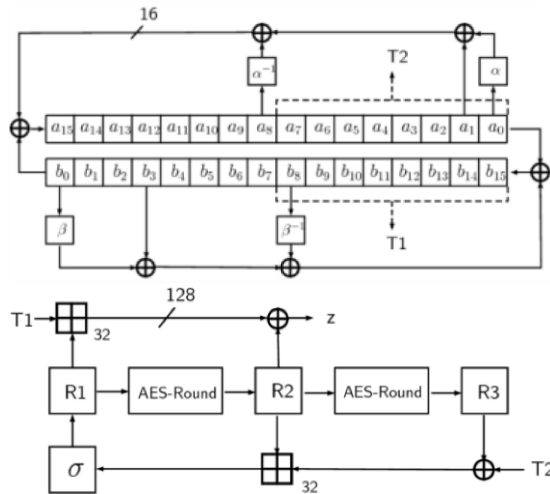 16
T2
α⁻¹
α
a₁₅ a₁₄ a₁₃ a₁₂ a₁₁ a₁₀ a₉ a₈ a₇ a₆ a₅ a₄ a₃ a₂ a₁ a₀
b₀ b₁ b₂ b₃ b₄ b₅ b₆ b₇ b₈ b₉ b₁₀ b₁₁ b₁₂ b₁₃ b₁₄ b₁₅
β
β⁻¹
T1
128
T1
32
z
R1 AES-Round R2 AES-Round R3
σ
32
T2